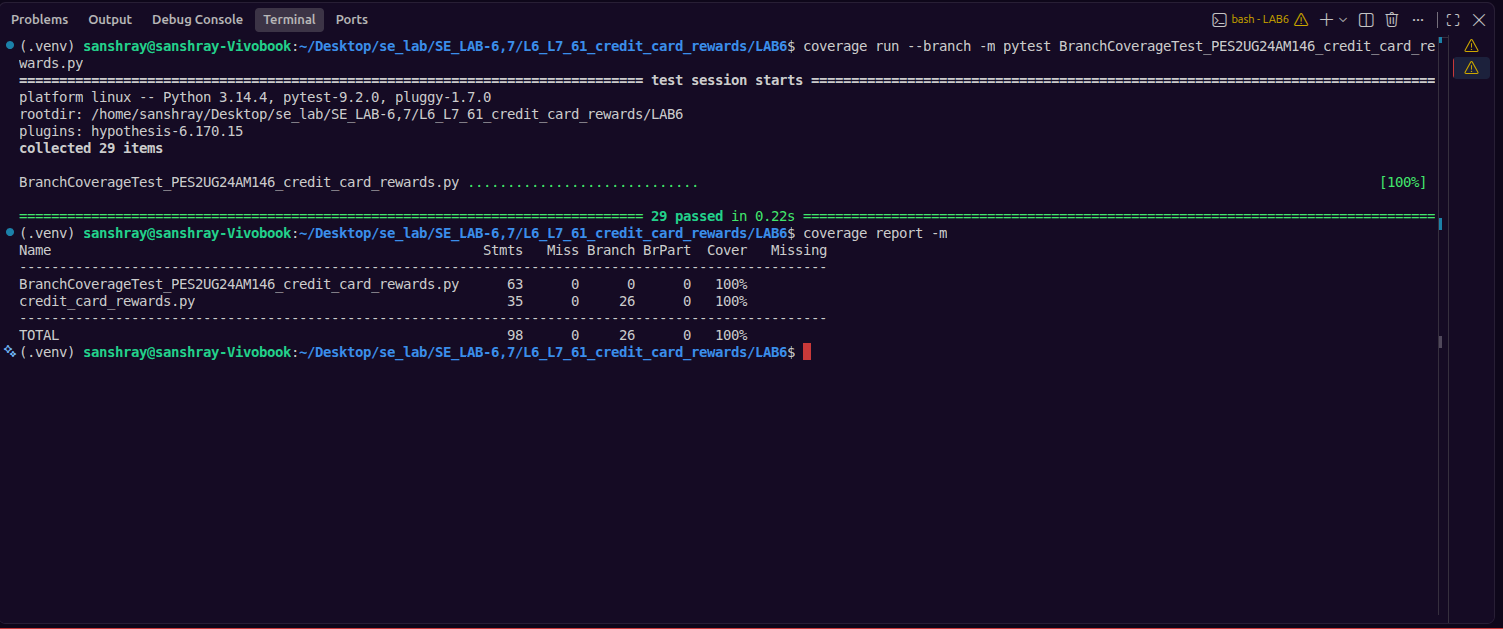 Problems Output Debug Console Terminal Ports bash - LAB6
(.venv) sanshray@sanshray-Vivobook:~/Desktop/se_lab/SE_LAB-6,7/L6_L7_61_credit_card_rewards/LAB6$ coverage run --branch -m pytest BranchCoverageTest_PES2UG24AM146_credit_card_re
wards.py
============================================================================== test session starts ==============================================================================
platform linux -- Python 3.14.4, pytest-9.2.0, pluggy-1.7.0
rootdir: /home/sanshray/Desktop/se_lab/SE_LAB-6,7/L6_L7_61_credit_card_rewards/LAB6
plugins: hypothesis-6.170.15
collected 29 items
BranchCoverageTest_PES2UG24AM146_credit_card_rewards.py ............................. [100%]
============================================================================== 29 passed in 0.22s ===============================================================================
(.venv) sanshray@sanshray-Vivobook:~/Desktop/se_lab/SE_LAB-6,7/L6_L7_61_credit_card_rewards/LAB6$ coverage report -m
Name Stmts Miss Branch BrPart Cover Missing
-----------------------------------------------------------------------------------------------------
BranchCoverageTest_PES2UG24AM146_credit_card_rewards.py 63 0 0 0 100%
credit_card_rewards.py 35 0 26 0 100%
-----------------------------------------------------------------------------------------------------
TOTAL 98 0 26 0 100%
(.venv) sanshray@sanshray-Vivobook:~/Desktop/se_lab/SE_LAB-6,7/L6_L7_61_credit_card_rewards/LAB6$